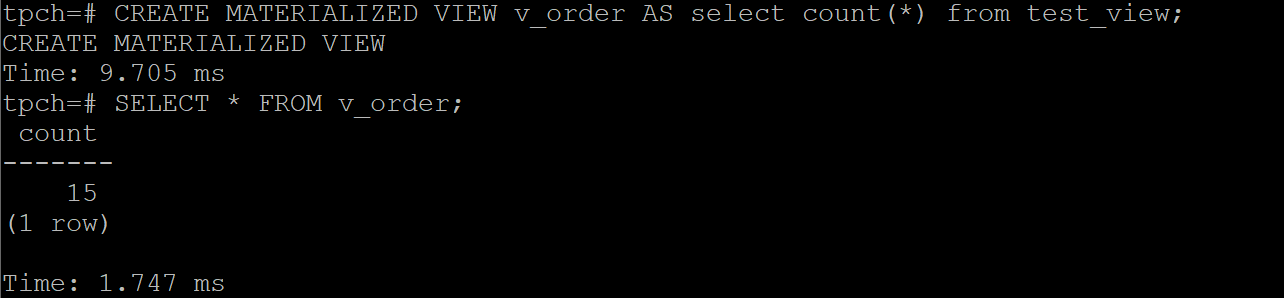 tpch=# CREATE MATERIALIZED VIEW v_order AS select count(*) from test_view;
CREATE MATERIALIZED VIEW
Time: 9.705 ms
tpch=# SELECT * FROM v_order;
 count
-------
    15
(1 row)

Time: 1.747 ms